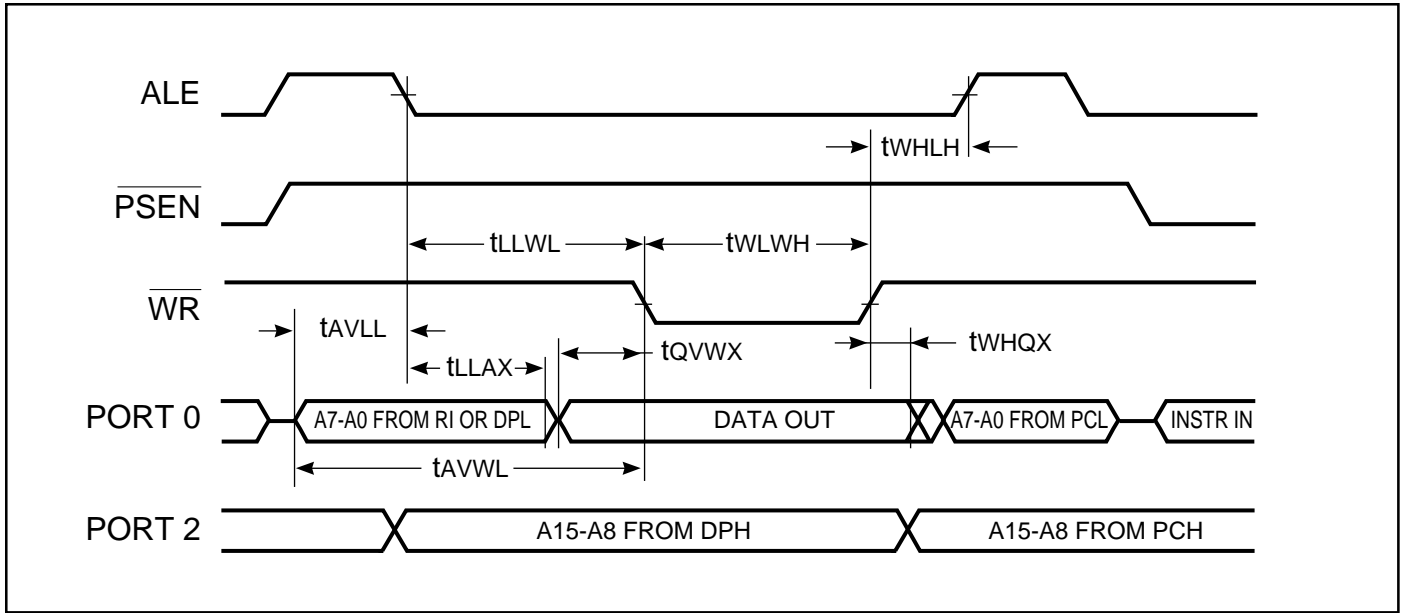 ALE
tWHLH
PSEN
tLLWL
tWLWH
WR
tAVLL
tQVWX
tWHQX
tLLAX
PORT 0
A7-A0 FROM RI OR DPL
DATA OUT
A7-A0 FROM PCL
INSTR IN
tAVWL
PORT 2
A15-A8 FROM DPH
A15-A8 FROM PCH